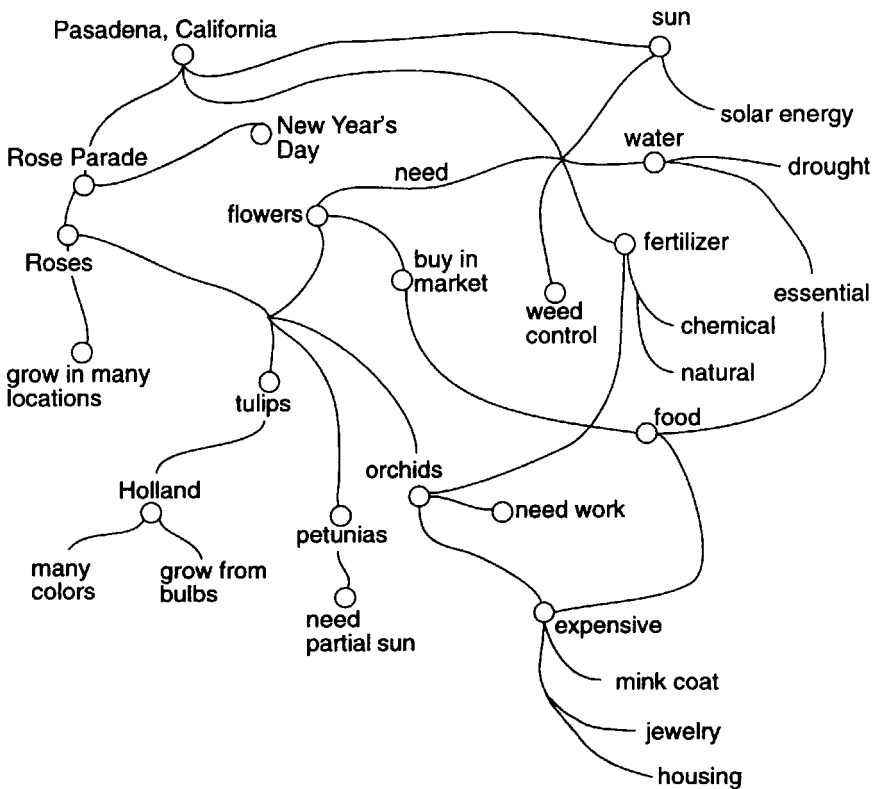 sun
Pasadena, California
solar energy
New Year's
Day
water
Rose Parade
drought
need
flowers
fertilizer
Roses
buy in
market
essential
weed
control
chemical
grow in many
locations
natural
tulips
food
orchids
Holland
need work
petunias
many
colors
grow from
bulbs
need
partial sun
expensive
mink coat
jewelry
housing